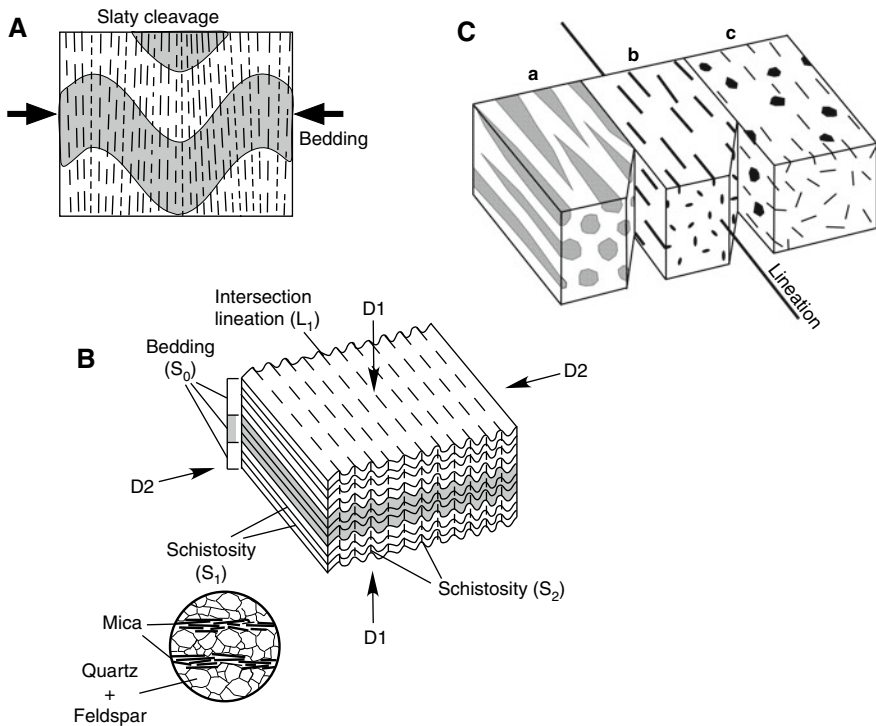 A
Slaty cleavage
Bedding
C
a
b
c
Lineation
B
Intersection
lineation (L1)
D1
Bedding
(S0)
D2
D2
Schistosity
(S1)
Schistosity (S2)
D1
Mica
Quartz
+
Feldspar